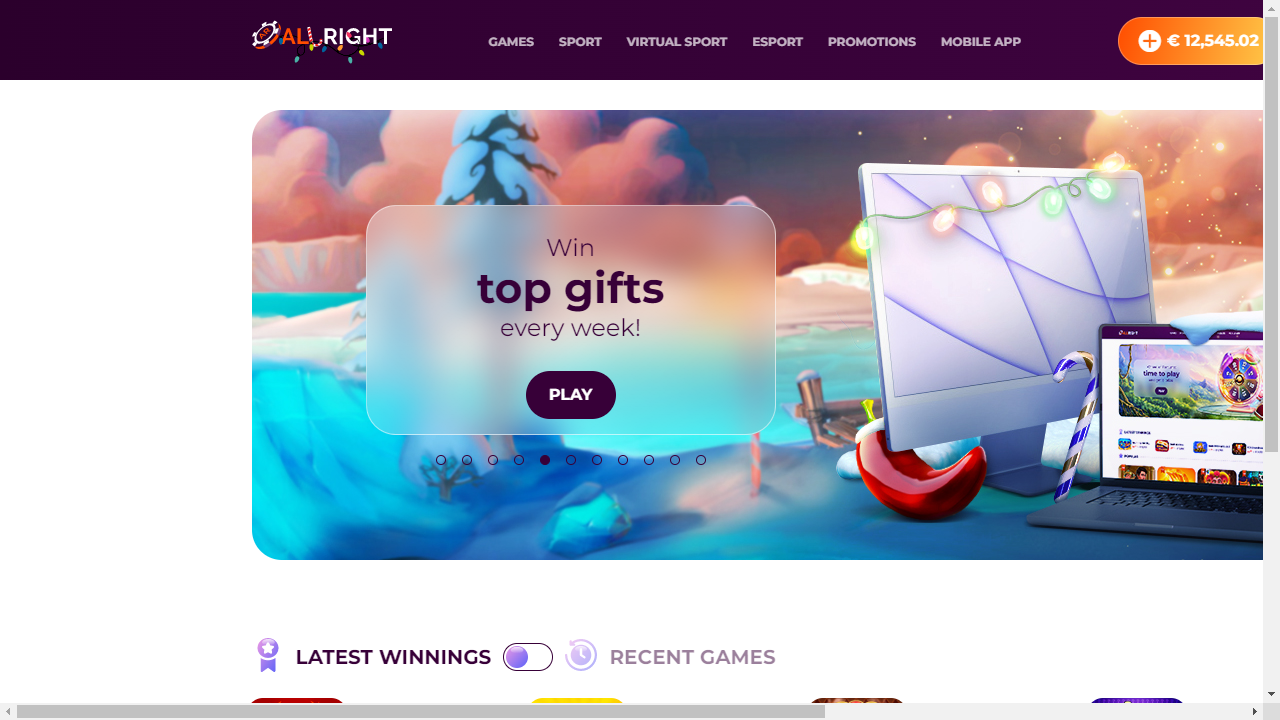 ALLRIGHT
GAMES SPORT VIRTUAL SPORT ESPORT PROMOTIONS MOBILE APP
€ 12,545.02
Win
top gifts
every week!
PLAY
time to play
LATEST WINNINGS
RECENT GAMES